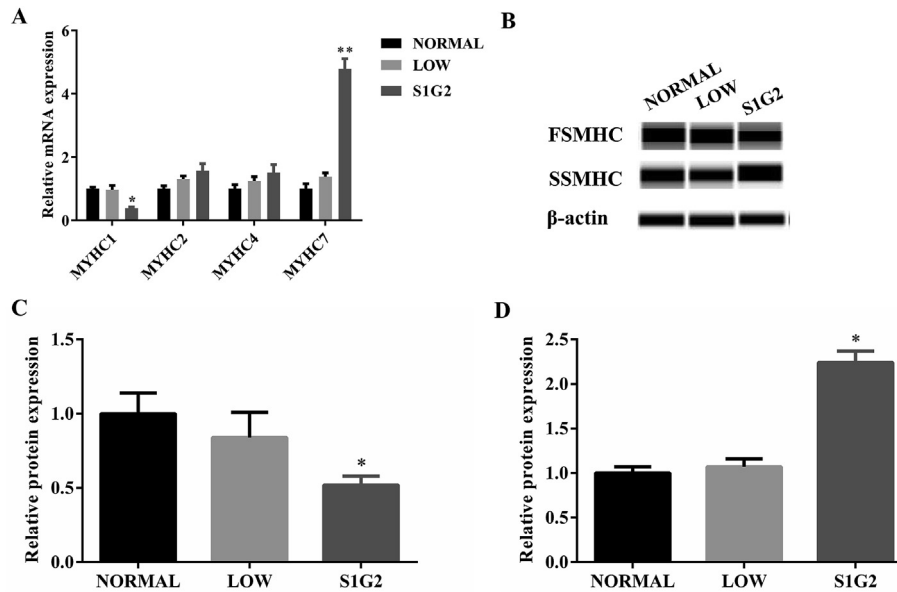 A
Relative mRNA expression
6
4
2
0
**
*
MYHC1
MYHC2
MYHC4
MYHC7
NORMAL
LOW
S1G2
B
NORMAL
LOW
S1G2
FSMHC
SSMHC
β-actin
C
Relative protein expression
1.5
1.0
0.5
0.0
*
NORMAL
LOW
S1G2
D
Relative protein expression
2.5
2.0
1.5
1.0
0.5
0.0
*
NORMAL
LOW
S1G2